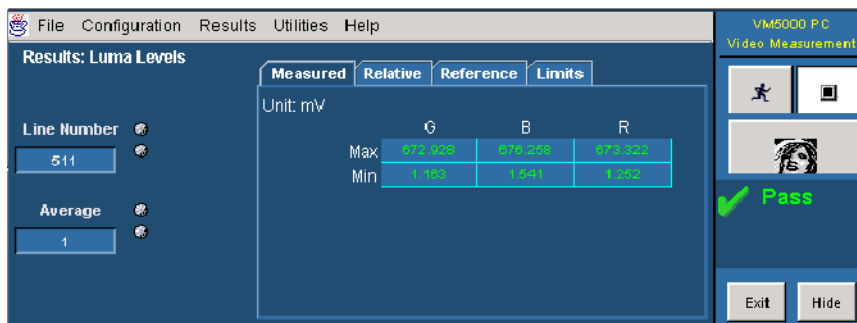 File Configuration Results Utilities Help
VM5000 PC
Video Measurement
Results: Luma Levels
Measured Relative Reference Limits
Unit: mV
G B R
Max 672.928 676.258 673.322
Min 1.163 1.541 1.252
Line Number
511
Average
1
Pass
Exit Hide